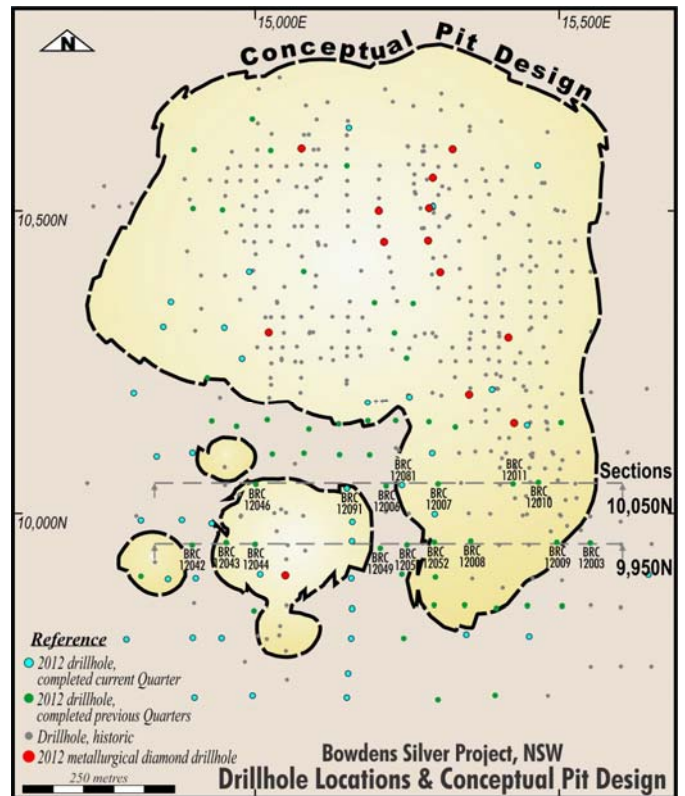 15,000E
15,500E
N
Conceptual Pit Design
10,500N
Sections
BRC
12081
BRC
12011
BRC
12046
BRC
12091
BRC
12006
BRC
12007
BRC
12010
10,050N
10,000N
BRC
12042
BRC
12043
BRC
12044
BRC
12049
BRC
BRC
12052
BRC
12008
BRC
12009
BRC
12003
9,950N
Reference
2012 drillhole,
completed current Quarter
2012 drillhole,
completed previous Quarters
Drillhole, historic
2012 metallurgical diamond drillhole
250 metres
Bowdens Silver Project, NSW
Drillhole Locations & Conceptual Pit Design